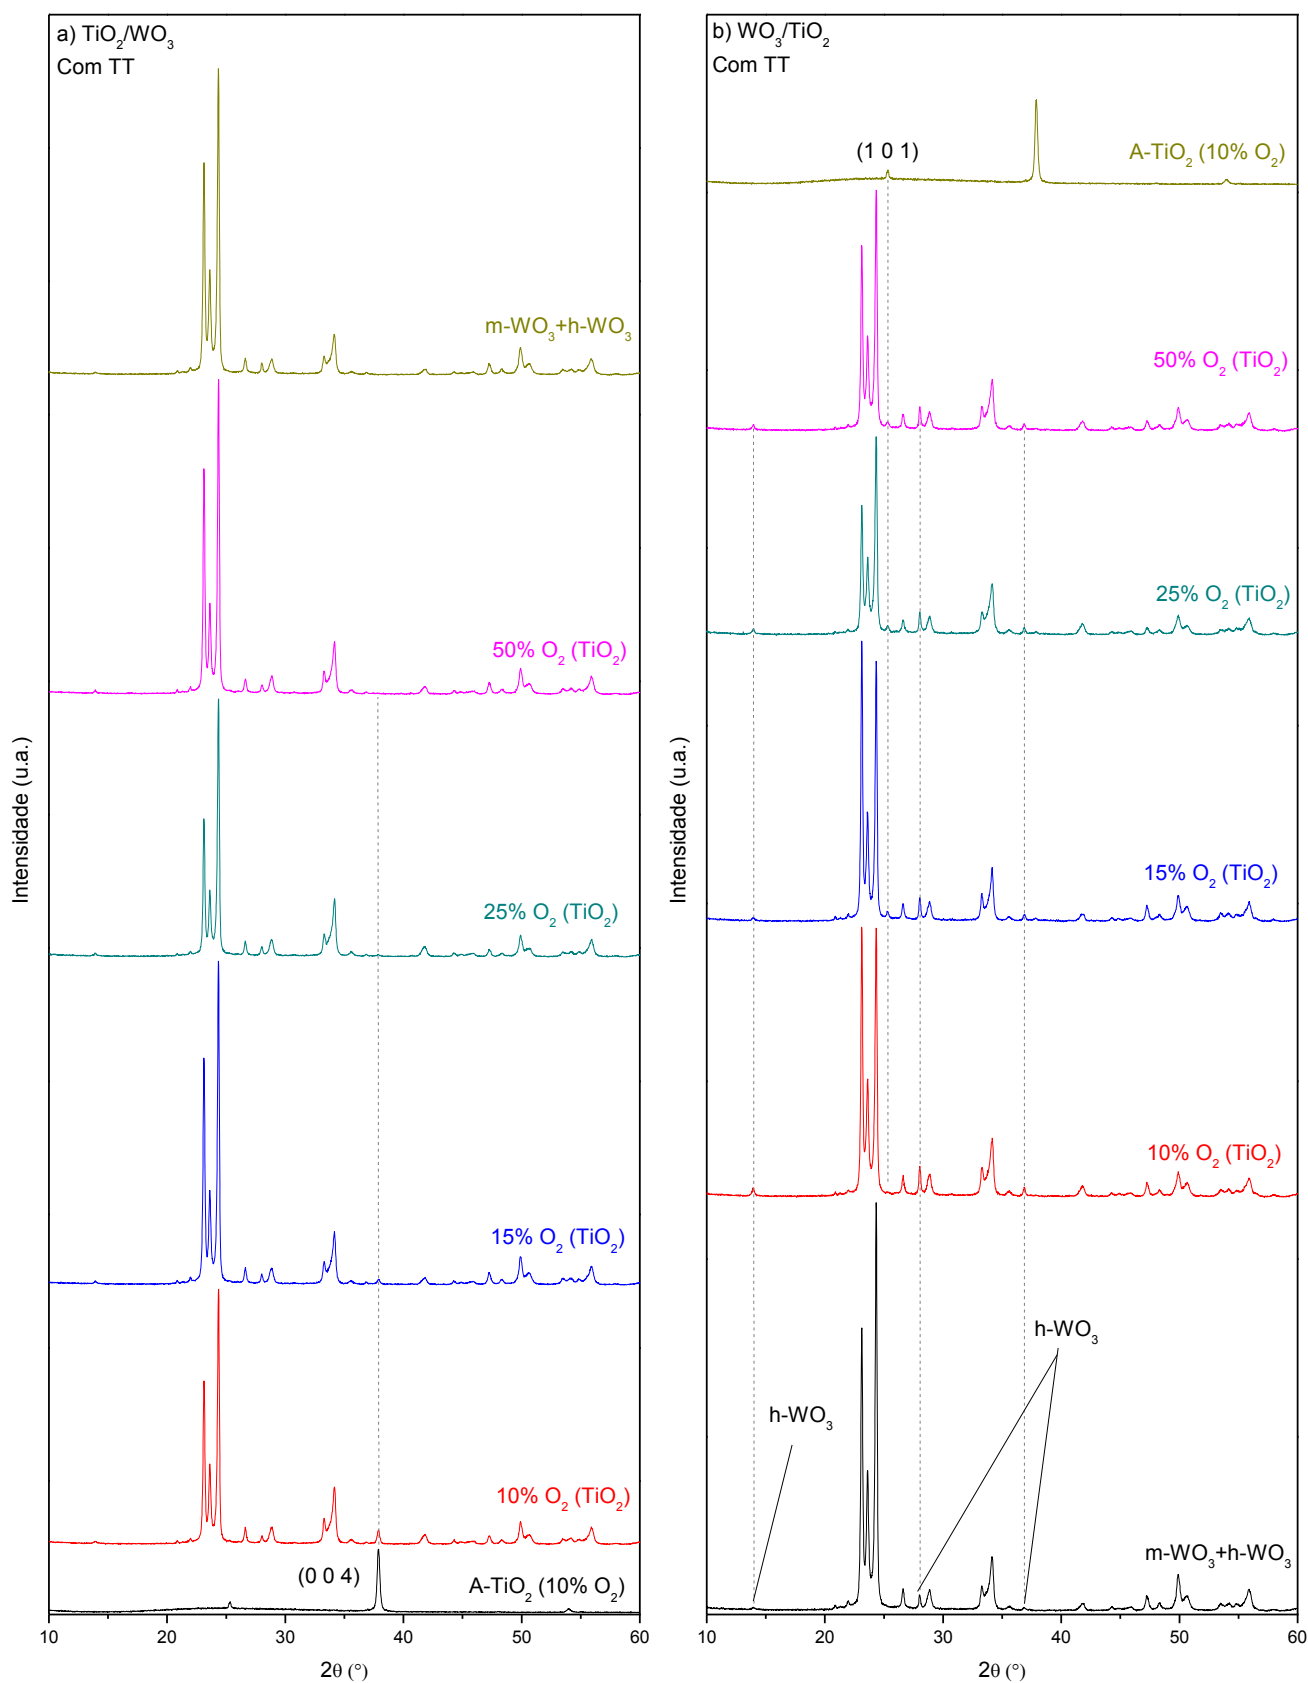 a) TiO2/WO3
Com TT
m-WO3+h-WO3
50% O2 (TiO2)
25% O2 (TiO2)
15% O2 (TiO2)
10% O2 (TiO2)
(0 0 4)
A-TiO2 (10% O2)
Intensidade (u.a.)
10 20 30 40 50 60
2θ (°)
b) WO3/TiO2
Com TT
(1 0 1)
A-TiO2 (10% O2)
50% O2 (TiO2)
25% O2 (TiO2)
15% O2 (TiO2)
10% O2 (TiO2)
h-WO3
h-WO3
m-WO3+h-WO3
Intensidade (u.a.)
10 20 30 40 50 60
2θ (°)